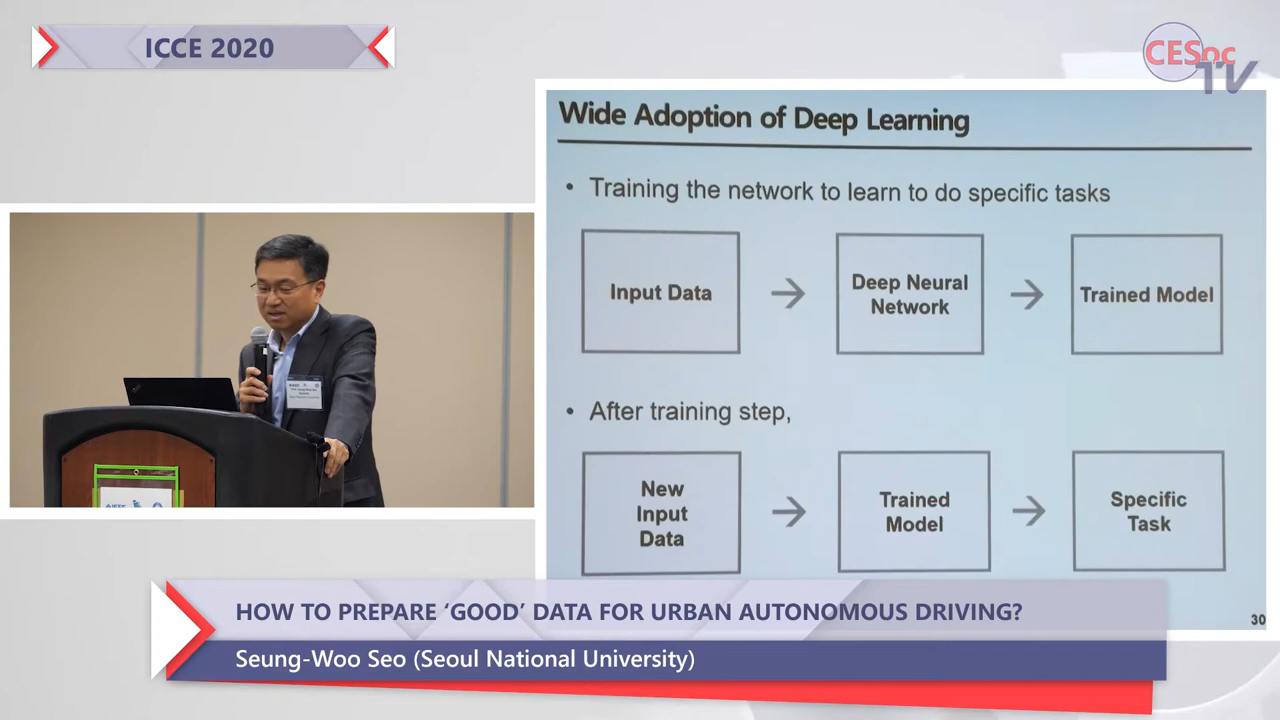 ICCE 2020
CESoc
TV
Wide Adoption of Deep Learning
• Training the network to learn to do specific tasks
Input Data
→
Deep Neural
Network
→
Trained Model
• After training step,
New
Input
Data
→
Trained
Model
→
Specific
Task
30
IEEE
HOW TO PREPARE ‘GOOD’ DATA FOR URBAN AUTONOMOUS DRIVING?
Seung-Woo Seo (Seoul National University)